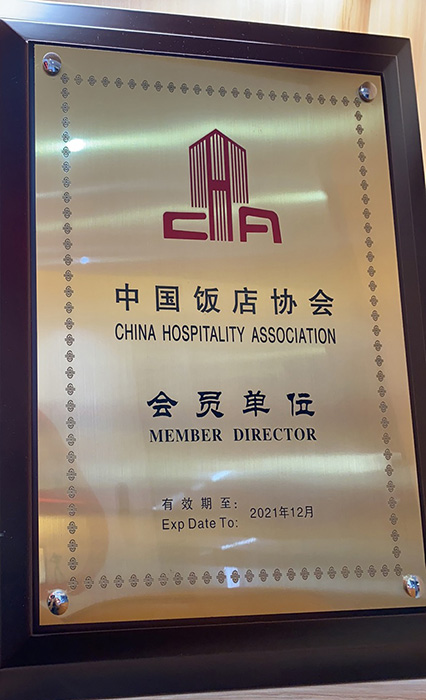 CHA
中国饭店协会
CHINA HOSPITALITY ASSOCIATION
会员单位
MEMBER DIRECTOR
有效期至: 2021年12月
Exp Date To: